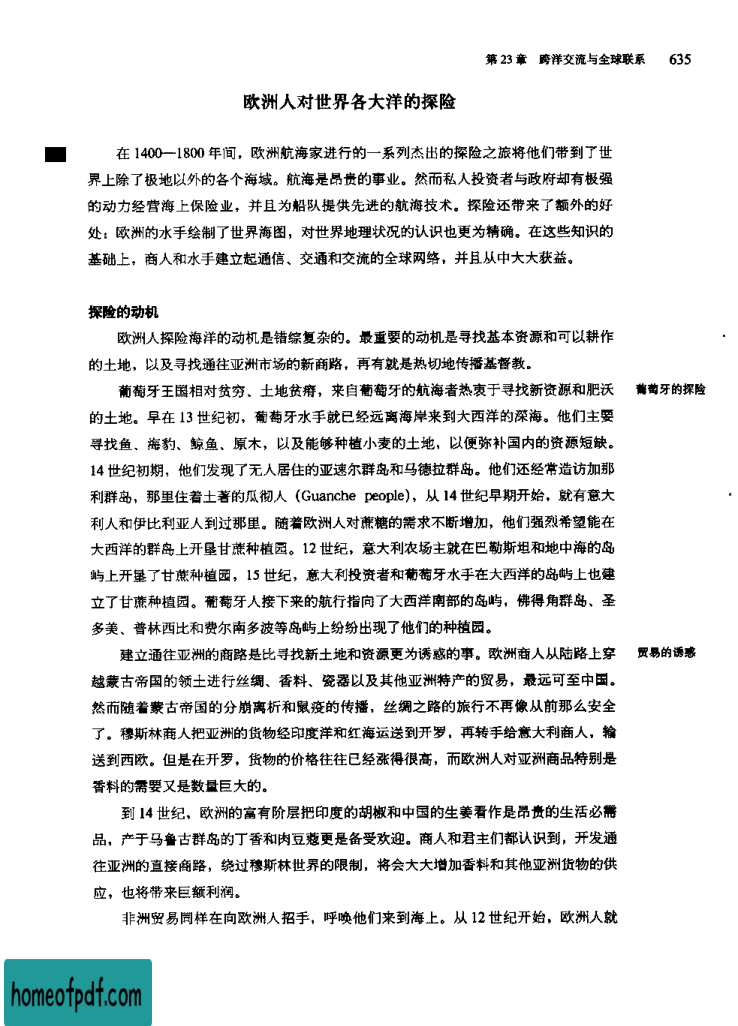 第23章 跨洋交流与全球联系 635
欧洲人对世界各大洋的探险
在1400—1800年间，欧洲航海家进行的一系列杰出的探险之旅将他们带到了世
界上除了极地以外的各个海域。航海是昂贵的事业。然而私人投资者与政府却有极强
的动力经营海上保险业，并且为船队提供先进的航海技术。探险还带来了额外的好
处：欧洲的水手绘制了世界海图，对世界地理状况的认识也更为精确。在这些知识的
基础上，商人和水手建立起通信、交通和交流的全球网络，并且从中大大获益。
探险的动机
欧洲人探险海洋的动机是错综复杂的。最重要的动机是寻找基本资源和可以耕作
的土地，以及寻找通往亚洲市场的新商路，再有就是热切地传播基督教。
葡萄牙王国相对贫穷、土地贫瘠，来自葡萄牙的航海者热衷于寻找新资源和肥沃
葡萄牙的探险
的土地。早在13世纪初，葡萄牙水手就已经远离海岸来到大西洋的深海。他们主要
寻找鱼、海豹、鲸鱼、原木，以及能够种植小麦的土地，以便弥补国内的资源短缺。
14世纪初期，他们发现了无人居住的亚速尔群岛和马德拉群岛。他们还经常造访加那
利群岛，那里住着土著的瓜彻人（Guanche people），从14世纪早期开始，就有意大
利人和伊比利亚人到过那里。随着欧洲人对蔗糖的需求不断增加，他们强烈希望能在
大西洋的群岛上开垦甘蔗种植园。12世纪，意大利农场主就在巴勒斯坦和地中海的岛
屿上开垦了甘蔗种植园，15世纪，意大利投资者和葡萄牙水手在大西洋的岛屿上也建
立了甘蔗种植园。葡萄牙人接下来的航行指向了大西洋南部的岛屿，佛得角群岛、圣
多美、普林西比和费尔南多波等岛屿上纷纷出现了他们的种植园。
建立通往亚洲的商路是比寻找新土地和资源更为诱惑的事。欧洲商人从陆路上穿
贸易的诱惑
越蒙古帝国的领土进行丝绸、香料、瓷器以及其他亚洲特产的贸易，最远可至中国。
然而随着蒙古帝国的分崩离析和鼠疫的传播，丝绸之路的旅行不再像从前那么安全
了。穆斯林商人把亚洲的货物经印度洋和红海运送到开罗，再转手给意大利商人，输
送到西欧。但是在开罗，货物的价格往往已经涨得很高，而欧洲人对亚洲商品特别是
香料的需要又是数量巨大的。
到14世纪，欧洲的富有阶层把印度的胡椒和中国的生姜看作是昂贵的生活必需
品，产于马鲁古群岛的丁香和肉豆蔻更是备受欢迎。商人和君主们都认识到，开发通
往亚洲的直接商路，绕过穆斯林世界的限制，将会大大增加香料和其他亚洲货物的供
应，也将带来巨额利润。
非洲贸易同样在向欧洲人招手，呼唤他们来到海上。从12世纪开始，欧洲人就
homeofpdf.com